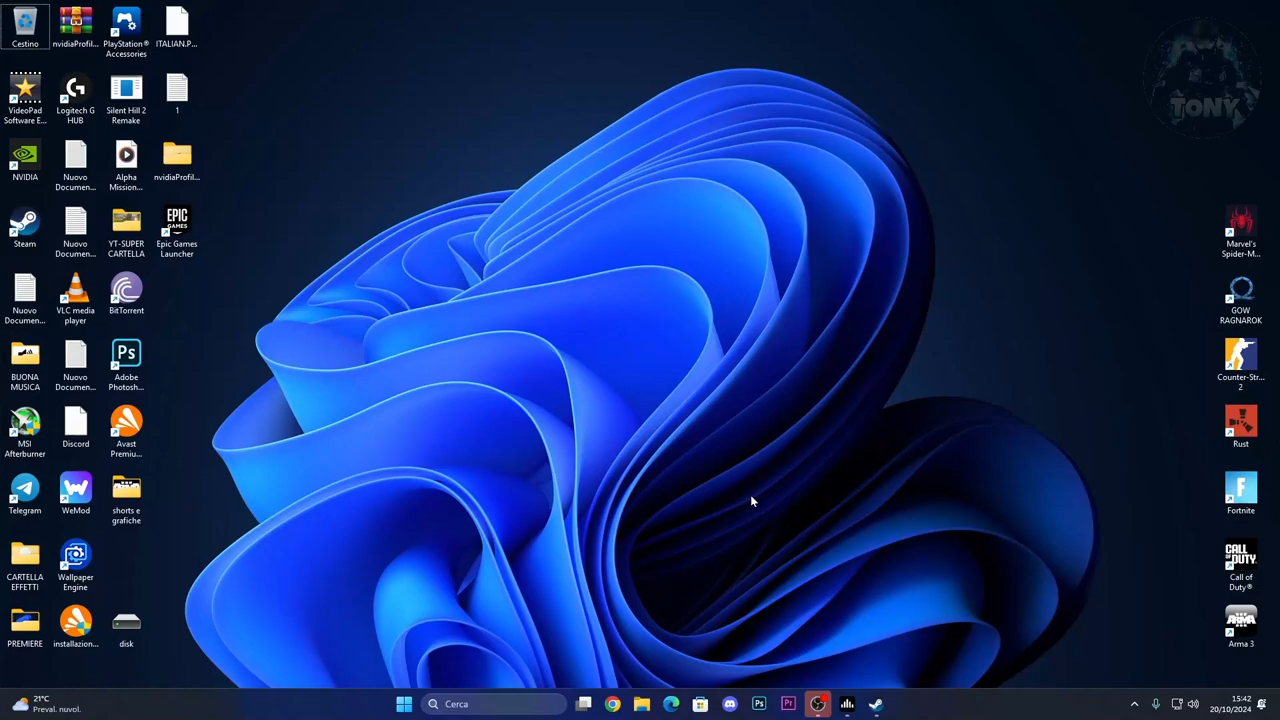 TONY
Cestino
nvidiaProfil...
PlayStation®
Accessories
ITALIAN.P...
VideoPad
Software E...
Logitech G
HUB
Silent Hill 2
Remake
1
NVIDIA
Nuovo
Documen...
Alpha
Mission...
nvidiaProfil...
Steam
Nuovo
Documen...
YT-SUPER
CARTELLA
EPIC
GAMES
Epic Games
Launcher
Nuovo
Documen...
VLC media
player
BitTorrent
BUONA
MUSICA
Nuovo
Documen...
Ps
Adobe
Photosh...
MSI
Afterburner
Discord
Avast
Premiu...
Telegram
WeMod
shorts e
grafiche
CARTELLA
EFFETTI
Wallpaper
Engine
PREMIERE
installazion...
disk
Marvel's
Spider-M...
GOW
RAGNAROK
Counter-Str...
2
Rust
F
Fortnite
CALL OF
DUTY
Call of
Duty®
ARMA
Arma 3
21°C
Preval. nuvol.
Cerca
Ps
Pr
15:42
20/10/2024